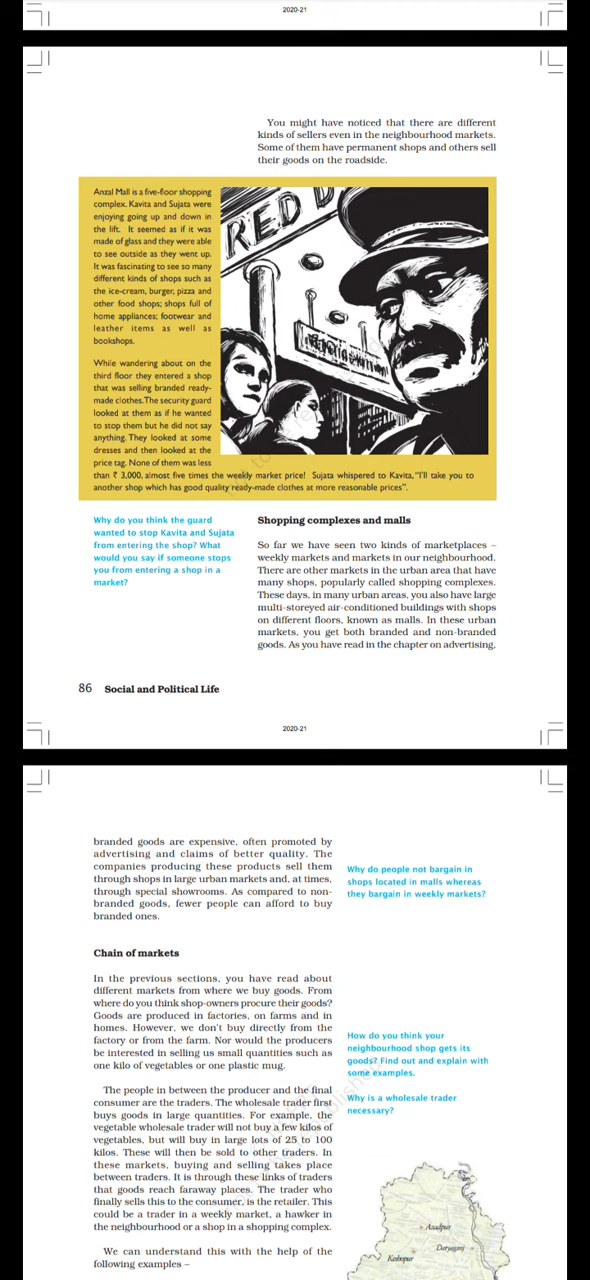 2020-21
You might have noticed that there are different
kinds of sellers even in the neighbourhood markets.
Some of them have permanent shops and others sell
their goods on the roadside.
Anzal Mall is a five-floor shopping
complex. Kavita and Sujata were
enjoying going up and down in
the lift. It seemed as if it was
made of glass and they were able
to see outside as they went up.
It was fascinating to see so many
different kinds of shops such as
the ice-cream, burger, pizza and
other food shops; shops full of
home appliances; footwear and
leather items as well as
bookshops.
While wandering about on the
third floor they entered a shop
that was selling branded ready-
made clothes. The security guard
looked at them as if he wanted
to stop them but he did not say
anything. They looked at some
dresses and then looked at the
price tag. None of them was less
than ₹ 3,000, almost five times the weekly market price! Sujata whispered to Kavita, "I'll take you to
another shop which has good quality ready-made clothes at more reasonable prices".
RED D
Why do you think the guard
wanted to stop Kavita and Sujata
from entering the shop? What
would you say if someone stops
you from entering a shop in a
market?
Shopping complexes and malls
So far we have seen two kinds of marketplaces –
weekly markets and markets in our neighbourhood.
There are other markets in the urban area that have
many shops, popularly called shopping complexes.
These days, in many urban areas, you also have large
multi-storeyed air-conditioned buildings with shops
on different floors, known as malls. In these urban
markets, you get both branded and non-branded
goods. As you have read in the chapter on advertising,
86 Social and Political Life
2020-21
branded goods are expensive, often promoted by
advertising and claims of better quality. The
companies producing these products sell them
through shops in large urban markets and, at times,
through special showrooms. As compared to non-
branded goods, fewer people can afford to buy
branded ones.
Why do people not bargain in
shops located in malls whereas
they bargain in weekly markets?
Chain of markets
In the previous sections, you have read about
different markets from where we buy goods. From
where do you think shop-owners procure their goods?
Goods are produced in factories, on farms and in
homes. However, we don't buy directly from the
factory or from the farm. Nor would the producers
be interested in selling us small quantities such as
one kilo of vegetables or one plastic mug.
How do you think your
neighbourhood shop gets its
goods? Find out and explain with
some examples.
Why is a wholesale trader
necessary?
The people in between the producer and the final
consumer are the traders. The wholesale trader first
buys goods in large quantities. For example, the
vegetable wholesale trader will not buy a few kilos of
vegetables, but will buy in large lots of 25 to 100
kilos. These will then be sold to other traders. In
these markets, buying and selling takes place
between traders. It is through these links of traders
that goods reach faraway places. The trader who
finally sells this to the consumer, is the retailer. This
could be a trader in a weekly market, a hawker in
the neighbourhood or a shop in a shopping complex.
We can understand this with the help of the
following examples –
Azadpur
Daryaganj
Keshopur